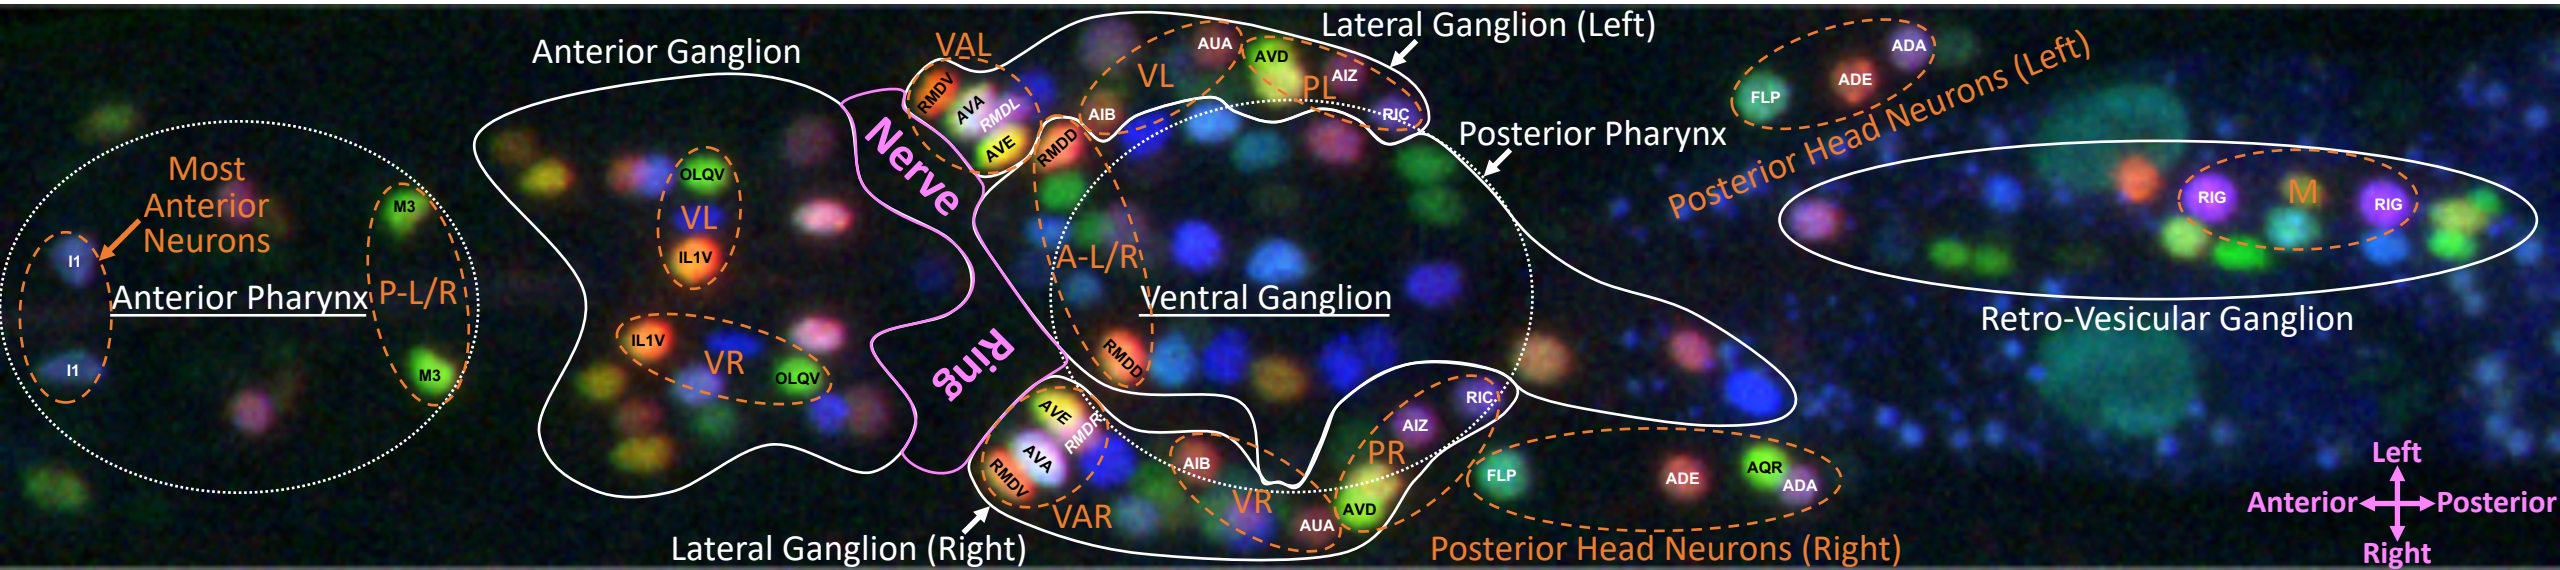 Most
Anterior
Neurons
I1
Anterior Pharynx
I1
M3
P-L/R
M3
Anterior Ganglion
OLQV
VL
IL1V
IL1V
VR
OLQV
Nerve
Ring
VAL
RMDV
AVA
RMDL
AVE
VL
AUA
AIB
AVD
PL
AIZ
RIC
Lateral Ganglion (Left)
Posterior Pharynx
RMDD
A-L/R
Ventral Ganglion
RMDD
AVE
RMDR
AVA
RMDV
VAR
AIB
VR
AUA
PR
RIC
AIZ
AVD
Lateral Ganglion (Right)
FLP
ADE
ADA
Posterior Head Neurons (Left)
RIG
M
RIG
Retro-Vesicular Ganglion
FLP
ADE
AQR
ADA
Posterior Head Neurons (Right)
Left
Anterior
Posterior
Right